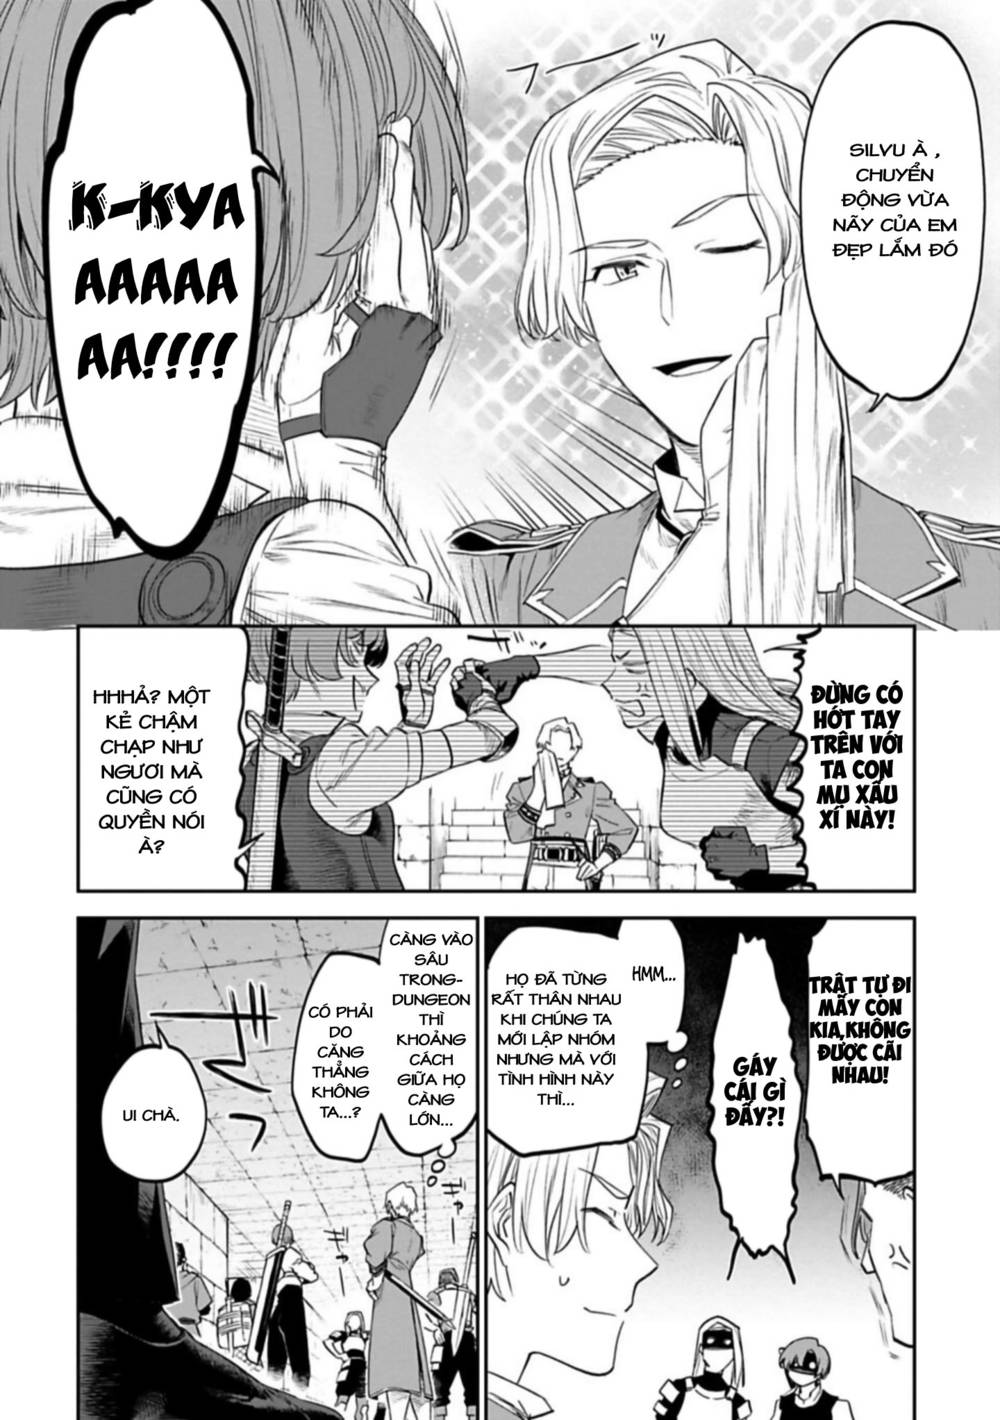 SILVU À ,
CHUYỂN
ĐỘNG VỪA
NÃY CỦA EM
ĐẸP LẮM ĐÓ
K-KYA
AAAAA
AA!!!!
ĐỪNG CÓ
HỚT TAY
TRÊN VỚI
TA CON
MỤ XẤU
XÍ NÀY!
HHHẢ? MỘT
KẺ CHẬM
CHẠP NHƯ
NGƯƠI MÀ
CŨNG CÓ
QUYỀN NÓI
À?
TRẬT TỰ ĐI
MẤY CON
KIA,KHÔNG
ĐƯỢC CÃI
NHAU!
GÁY
CÁI GÌ
ĐẤY?!
HMM...
HỌ ĐÃ TỪNG
RẤT THÂN NHAU
KHI CHÚNG TA
MỚI LẬP NHÓM
NHƯNG MÀ VỚI
TÌNH HÌNH NÀY
THÌ...
CÀNG VÀO
SÂU
TRONG-
DUNGEON
THÌ
KHOẢNG
CÁCH
GIỮA HỌ
CÀNG
LỚN...
CÓ PHẢI
DO
CĂNG
THẲNG
KHÔNG
TA...?
UI CHÀ.